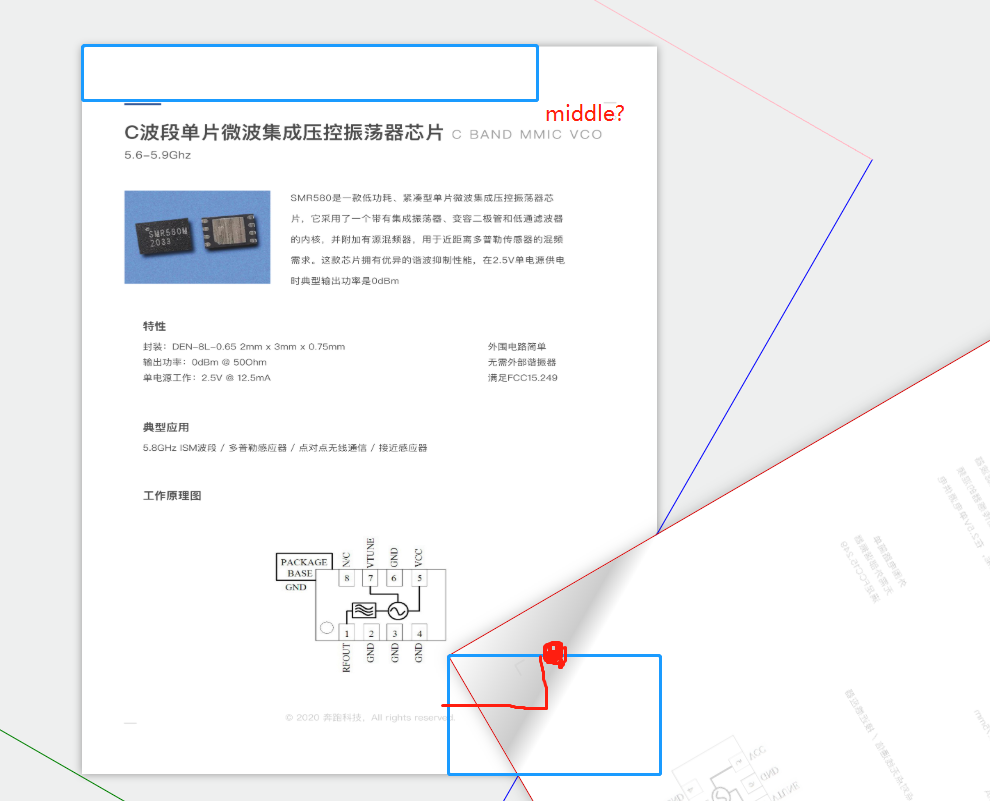 middle?
C波段单片微波集成压控振荡器芯片 C BAND MMIC VCO
5.6-5.9Ghz
SMR580M
2033
SMR580是一款低功耗、紧凑型单片微波集成压控振荡器芯
片，它采用了一个带有集成振荡器、变容二极管和低通滤波器
的内核，并附加有源混频器，用于近距离多普勒传感器的混频
需求。这款芯片拥有优异的谐波抑制性能，在2.5V单电源供电
时典型输出功率是0dBm
特性
封装：DEN-8L-0.65 2mm x 3mm x 0.75mm
输出功率：0dBm @ 50Ohm
单电源工作：2.5V @ 12.5mA
外围电路简单
无需外部谐振器
满足FCC15.249
典型应用
5.8GHz ISM波段 / 多普勒感应器 / 点对点无线通信 / 接近感应器
工作原理图
PACKAGE
BASE
GND
N/C VTUNE GND VCC
8 7 6 5
1 2 3 4
RFOUT GND GND GND
© 2020 奔跑科技，All rights reserved.